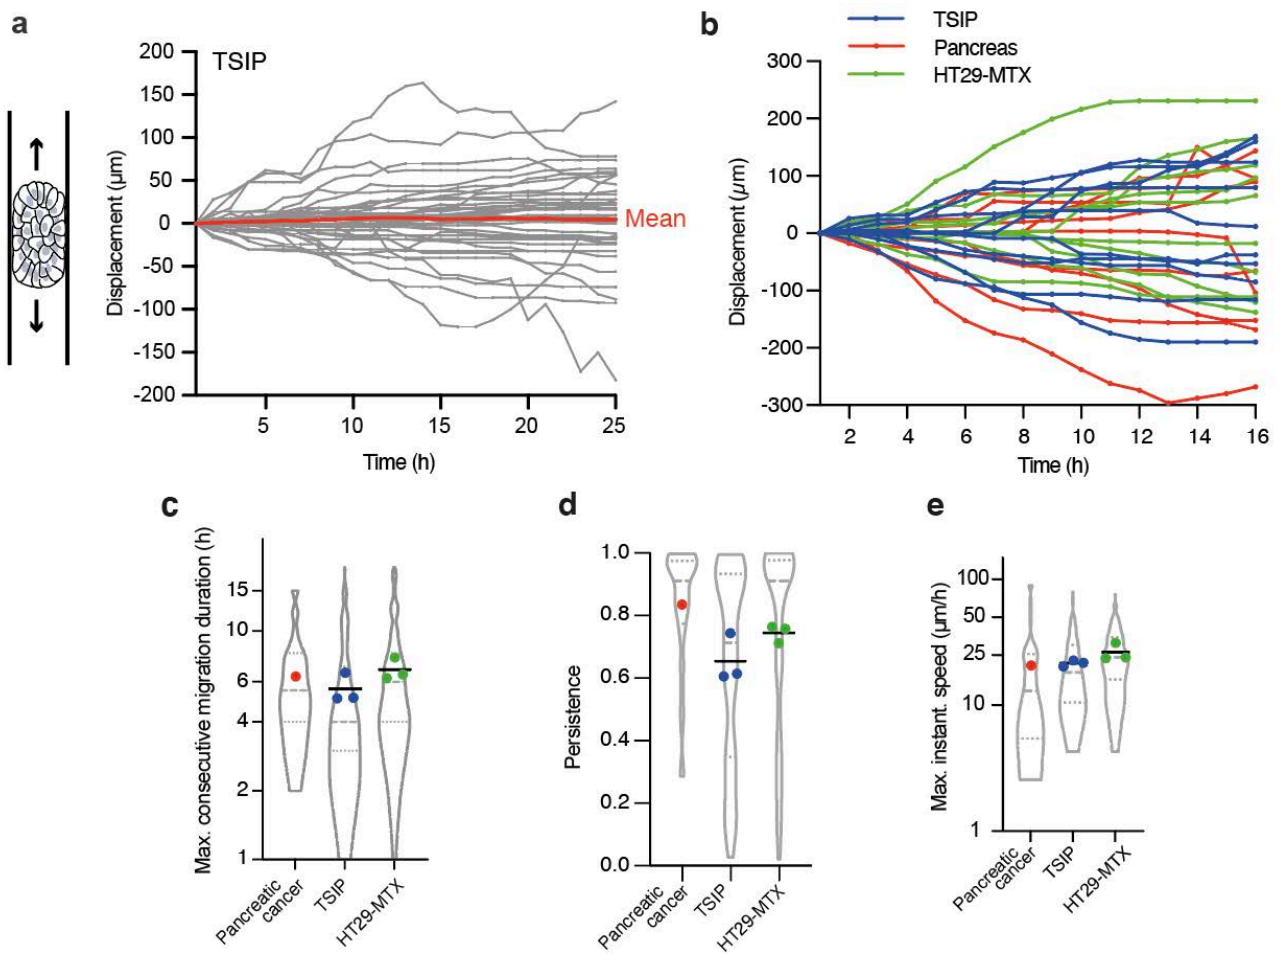 a
TSIP
Displacement (µm)
200
150
100
50
0
-50
-100
-150
-200
Mean
5
10
15
20
25
Time (h)
b
TSIP
Pancreas
HT29-MTX
Displacement (µm)
300
200
100
0
-100
-200
-300
2
4
6
8
10
12
14
16
Time (h)
c
Max. consecutive migration duration (h)
15
10
6
4
2
1
Pancreatic
cancer
TSIP
HT29-MTX
d
Persistence
1.0
0.8
0.6
0.4
0.2
0.0
Pancreatic
cancer
TSIP
HT29-MTX
e
Max. instant. speed (µm/h)
100
50
25
10
1
Pancreatic
cancer
TSIP
HT29-MTX